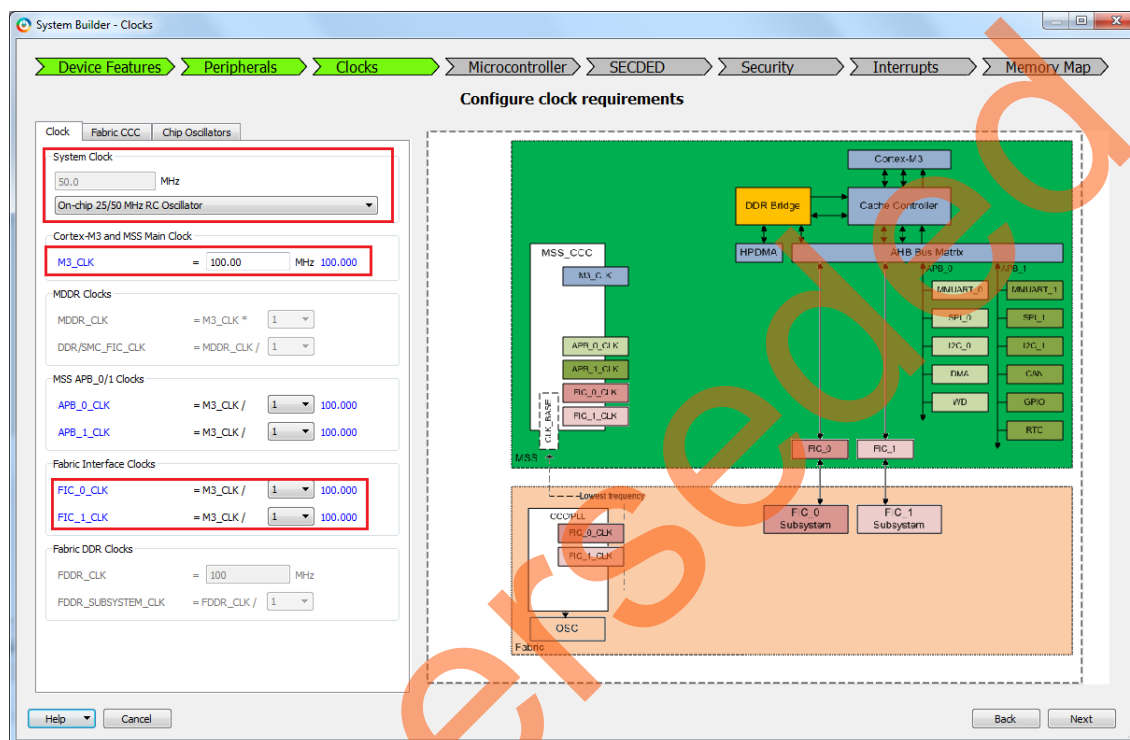 System Builder - Clocks
Device Features
Peripherals
Clocks
Microcontroller
SECDED
Security
Interrupts
Memory Map
Configure clock requirements
Clock
Fabric CCC
Chip Oscillators
System Clock
50.0 MHz
On-chip 25/50 MHz RC Oscillator
Cortex-M3 and MSS Main Clock
M3_CLK = 100.00 MHz 100.000
MDDR Clocks
MDDR_CLK = M3_CLK * 1
DDR/SMC_FIC_CLK = MDDR_CLK / 1
MSS APB_0/1 Clocks
APB_0_CLK = M3_CLK / 1 100.000
APB_1_CLK = M3_CLK / 1 100.000
Fabric Interface Clocks
FIC_0_CLK = M3_CLK / 1 100.000
FIC_1_CLK = M3_CLK / 1 100.000
Fabric DDR Clocks
FDDR_CLK = 100 MHz
FDDR_SUBSYSTEM_CLK = FDDR_CLK / 1
Cortex-M3
DDR Bridge
Cache Controller
MSS_CCC
HPDMA
AHB Bus Matrix
M3_CLK
APB_0
APB_1
MMUART_0
MMUART_1
SPI_0
SPI_1
APB_0_CLK
I2C_0
I2C_1
APB_1_CLK
DMA
CAN
FIC_0_CLK
WD
GPIO
FIC_1_CLK
RTC
CLK_BASE
FIC_0
FIC_1
MSS
Lowest frequency
CCC/PLL
FIC_0_CLK
FIC_1_CLK
FIC_0
Subsystem
FIC_1
Subsystem
OSC
Fabric
erseded
Help
Cancel
Back
Next